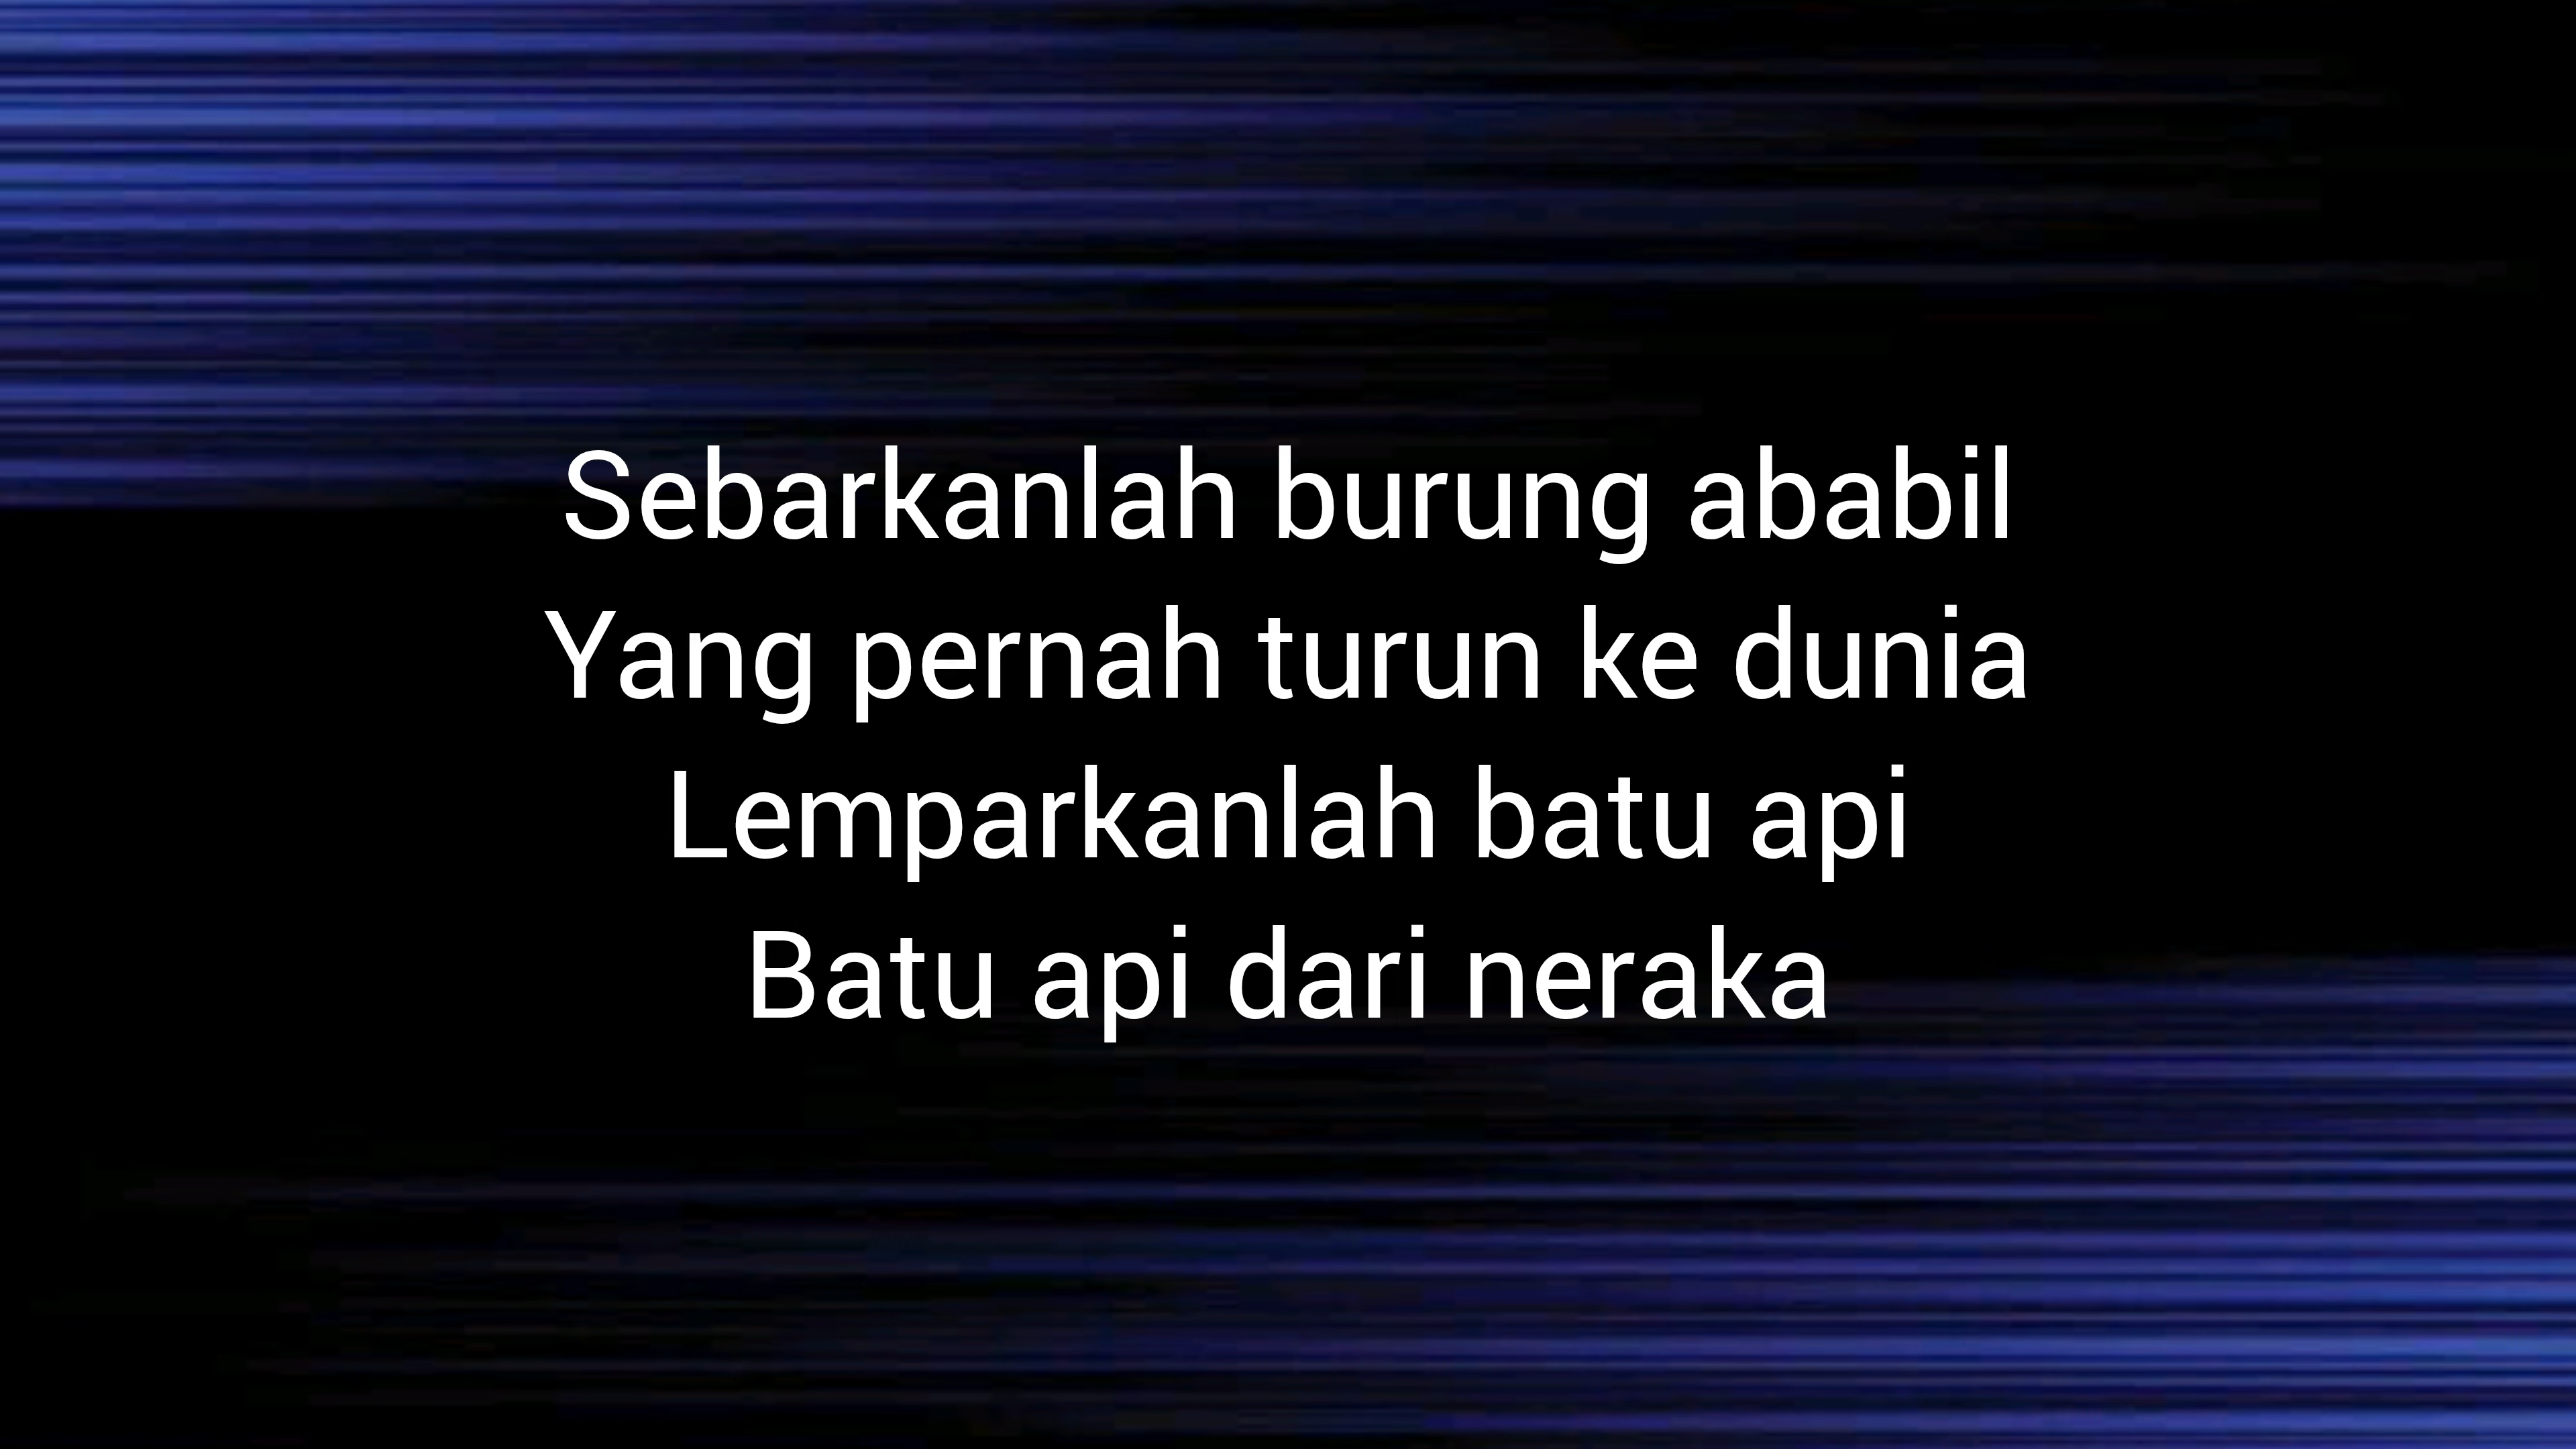 Sebarkanlah burung ababil
Yang pernah turun ke dunia
Lemparkanlah batu api
Batu api dari neraka